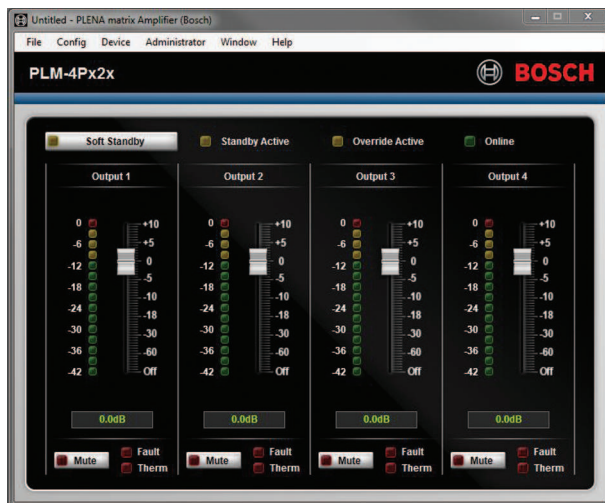 Untitled - PLENA matrix Amplifier (Bosch)
File Config Device Administrator Window Help
PLM-4Px2x
BOSCH
Soft Standby Standby Active Override Active Online
Output 1 Output 2 Output 3 Output 4
0 +10 0 +10 0 +10 0 +10
-6 +5 -6 +5 -6 +5 -6 +5
0 0 0 0
-12 -5 -12 -5 -12 -5 -12 -5
-18 -10 -18 -10 -18 -10 -18 -10
-24 -18 -24 -18 -24 -18 -24 -18
-30 -30 -30 -30 -30 -30 -30 -30
-36 -60 -36 -60 -36 -60 -36 -60
-42 Off -42 Off -42 Off -42 Off
0.0dB 0.0dB 0.0dB 0.0dB
Mute Fault Mute Fault Mute Fault Mute Fault
Therm Therm Therm Therm